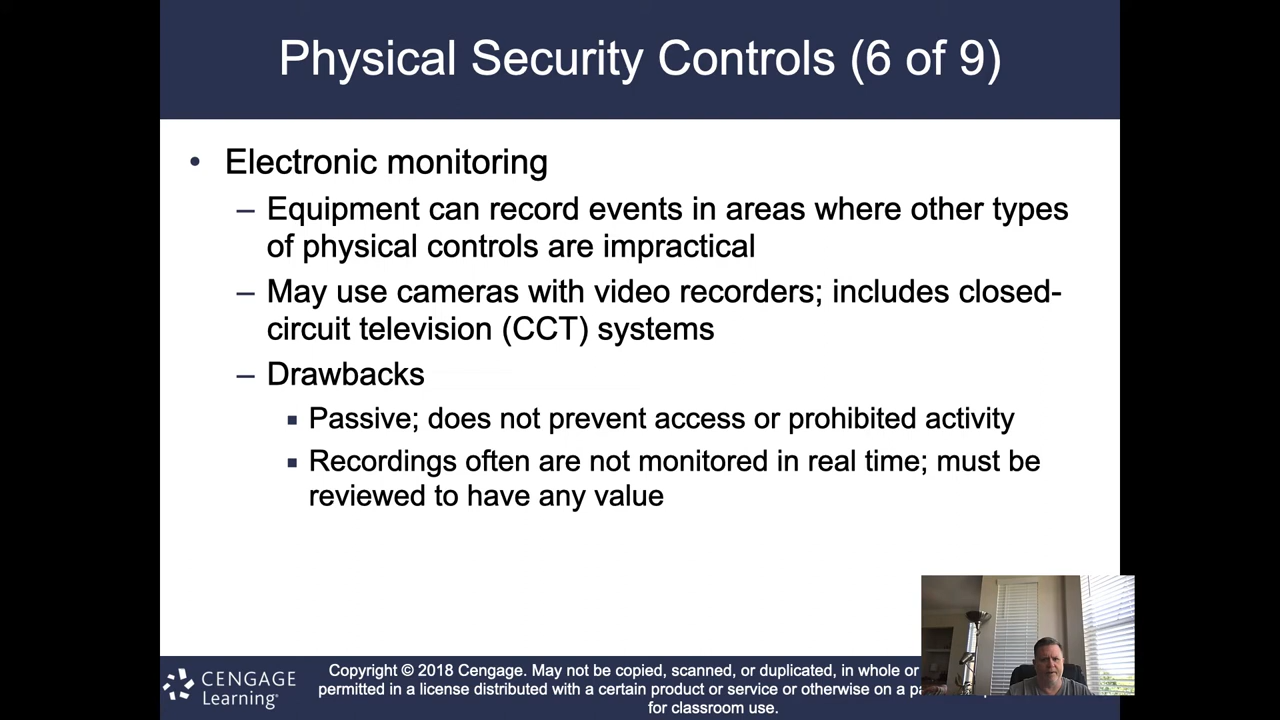 Physical Security Controls (6 of 9)
• Electronic monitoring
– Equipment can record events in areas where other types
of physical controls are impractical
– May use cameras with video recorders; includes closed-
circuit television (CCT) systems
– Drawbacks
▪ Passive; does not prevent access or prohibited activity
▪ Recordings often are not monitored in real time; must be
reviewed to have any value
CENGAGE
Learning
Copyright © 2018 Cengage. May not be copied, scanned, or duplicated, in whole
permitted in a license distributed with a certain product or service or otherwise on a
for classroom use.